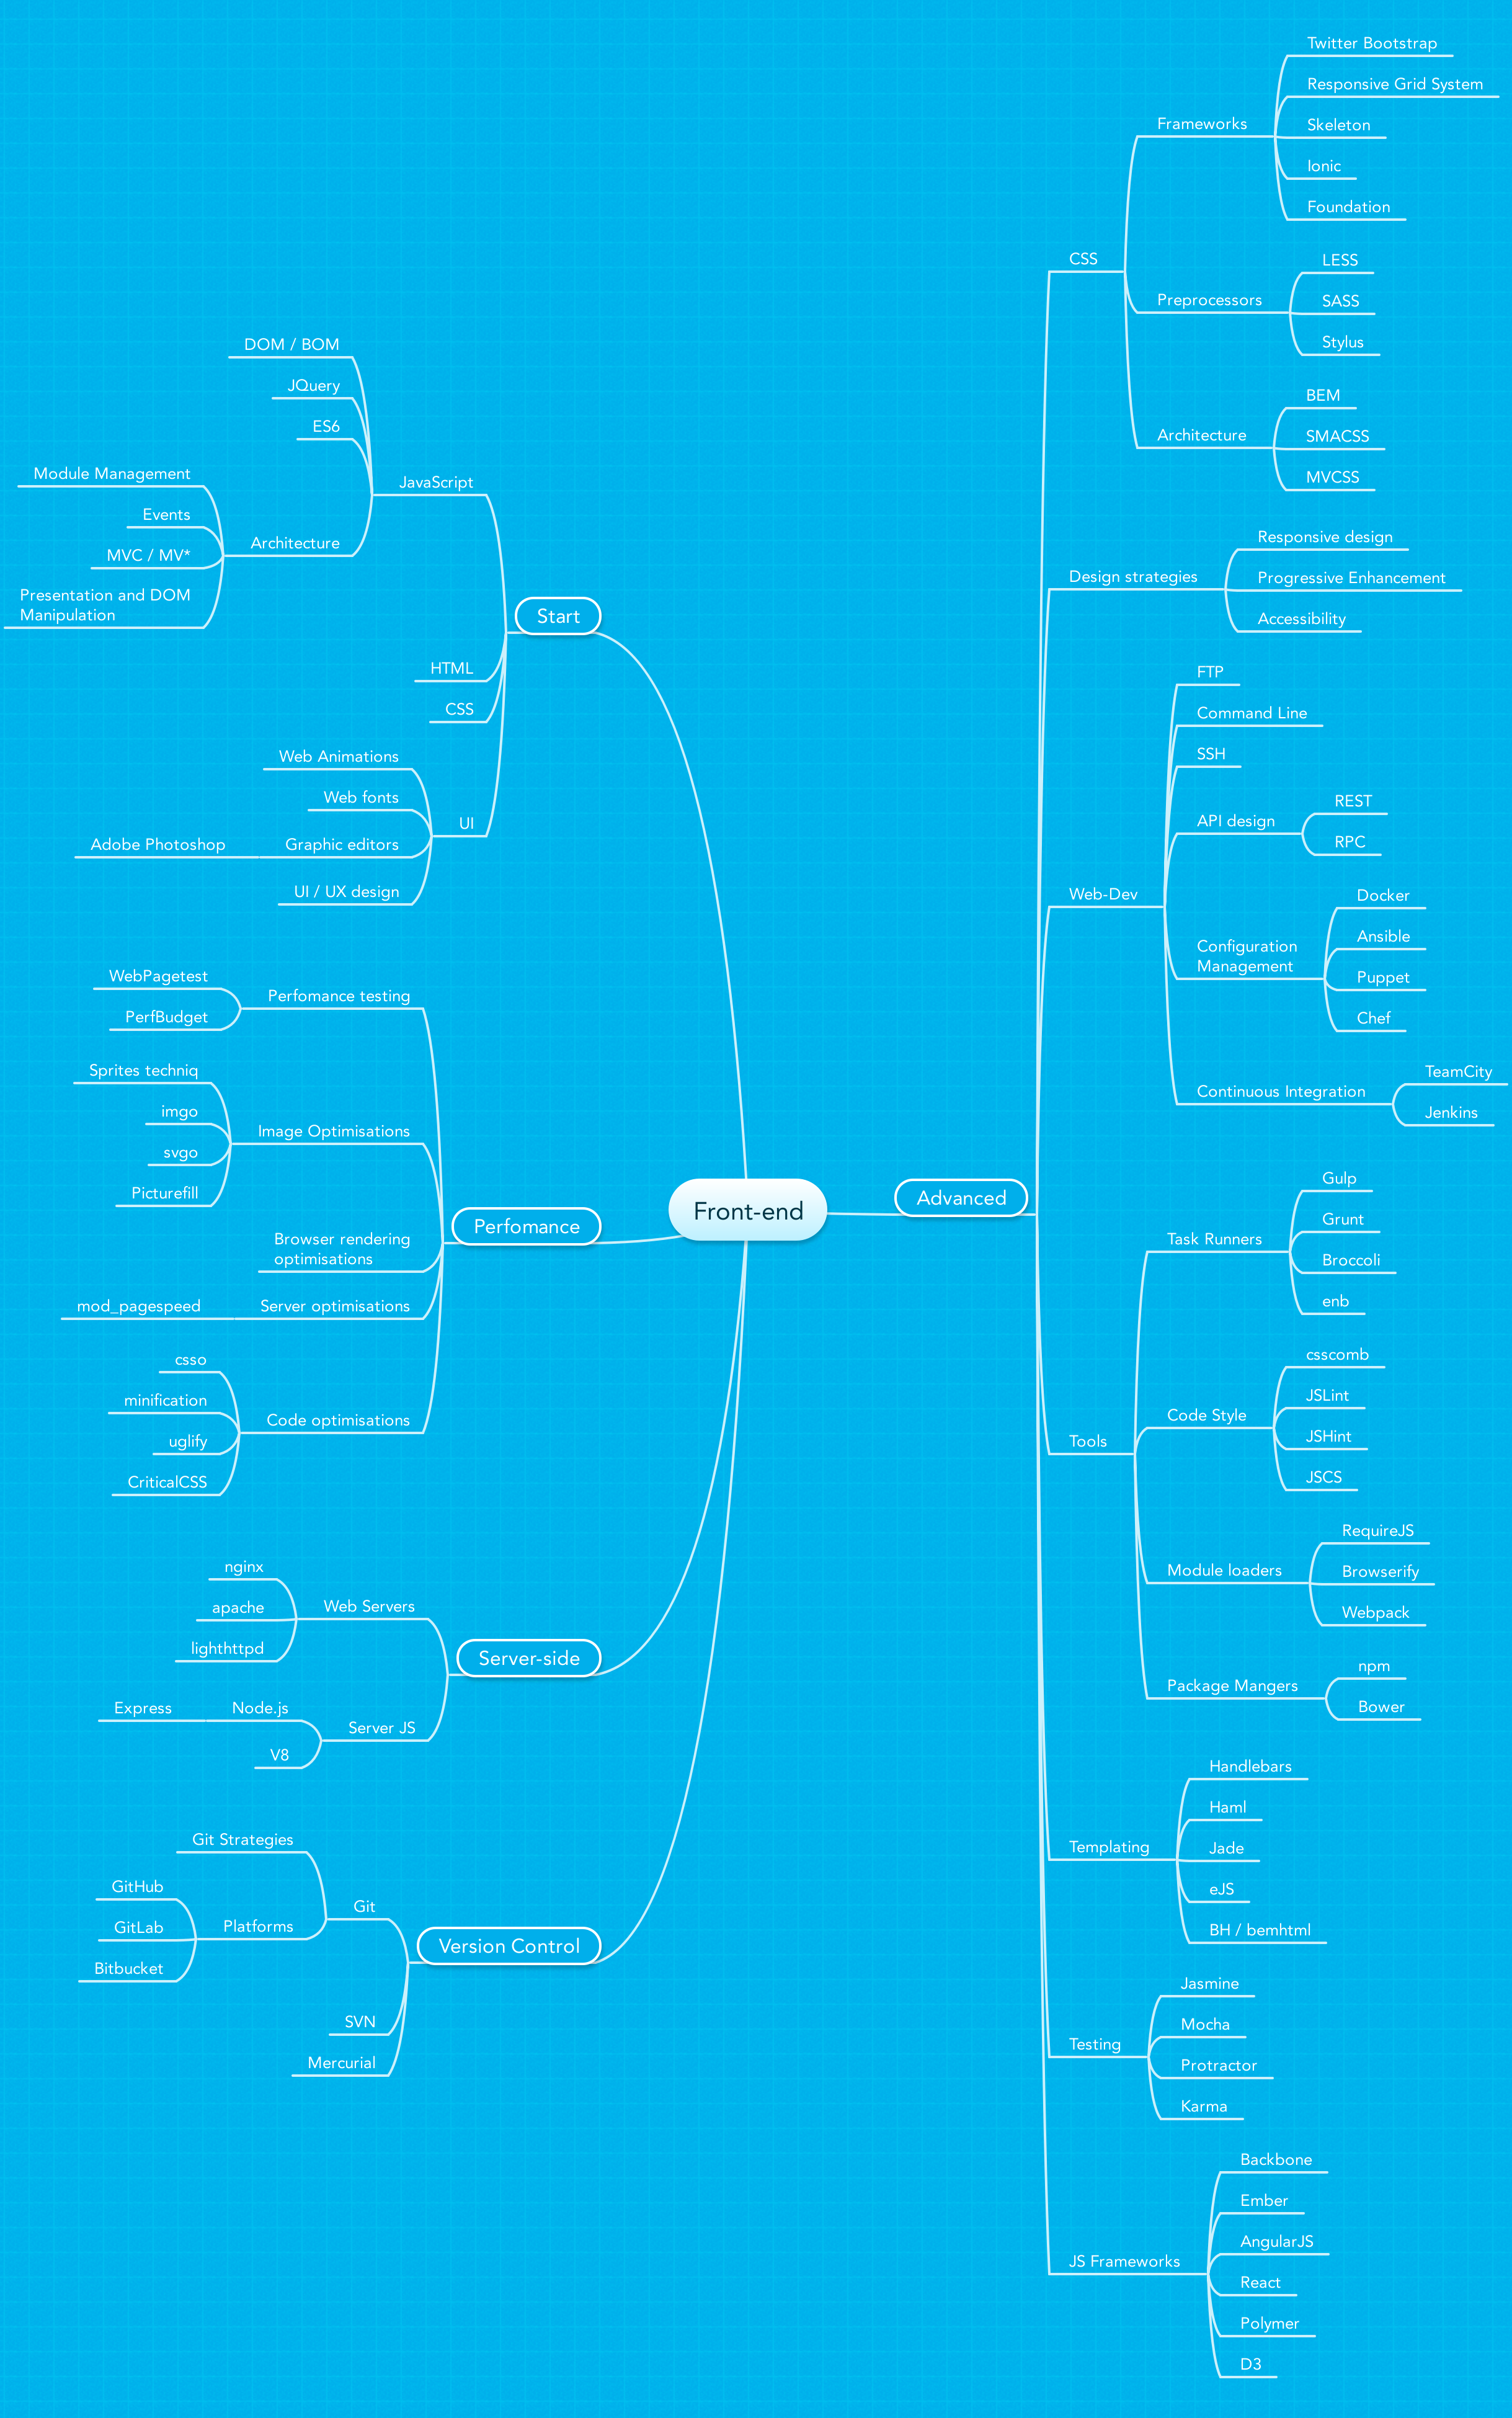 Front-end
Start
JavaScript
DOM / BOM
JQuery
ES6
Architecture
Module Management
Events
MVC / MV*
Presentation and DOM
Manipulation
HTML
CSS
UI
Web Animations
Web fonts
Graphic editors
Adobe Photoshop
UI / UX design
Perfomance
Perfomance testing
WebPagetest
PerfBudget
Image Optimisations
Sprites techniq
imgo
svgo
Picturefill
Browser rendering
optimisations
Server optimisations
mod_pagespeed
Code optimisations
csso
minification
uglify
CriticalCSS
Server-side
Web Servers
nginx
apache
lighthttpd
Server JS
Node.js
Express
V8
Version Control
Git
Git Strategies
Platforms
GitHub
GitLab
Bitbucket
SVN
Mercurial
Advanced
CSS
Frameworks
Twitter Bootstrap
Responsive Grid System
Skeleton
Ionic
Foundation
Preprocessors
LESS
SASS
Stylus
Architecture
BEM
SMACSS
MVCSS
Design strategies
Responsive design
Progressive Enhancement
Accessibility
Web-Dev
FTP
Command Line
SSH
API design
REST
RPC
Configuration
Management
Docker
Ansible
Puppet
Chef
Continuous Integration
TeamCity
Jenkins
Tools
Task Runners
Gulp
Grunt
Broccoli
enb
Code Style
csscomb
JSLint
JSHint
JSCS
Module loaders
RequireJS
Browserify
Webpack
Package Mangers
npm
Bower
Templating
Handlebars
Haml
Jade
eJS
BH / bemhtml
Testing
Jasmine
Mocha
Protractor
Karma
JS Frameworks
Backbone
Ember
AngularJS
React
Polymer
D3